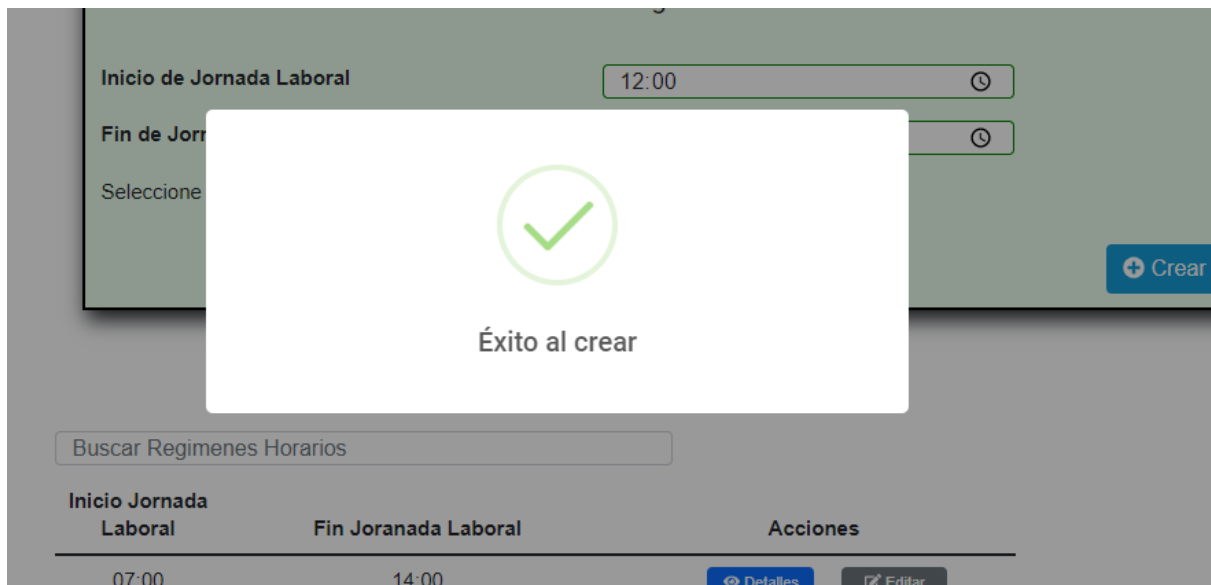 Inicio de Jornada Laboral 12:00
Fin de Jorr
Seleccione
Crear
Éxito al crear
Buscar Regimenes Horarios
Inicio Jornada
Laboral Fin Joranada Laboral Acciones
07:00 14:00 Detalles Editar